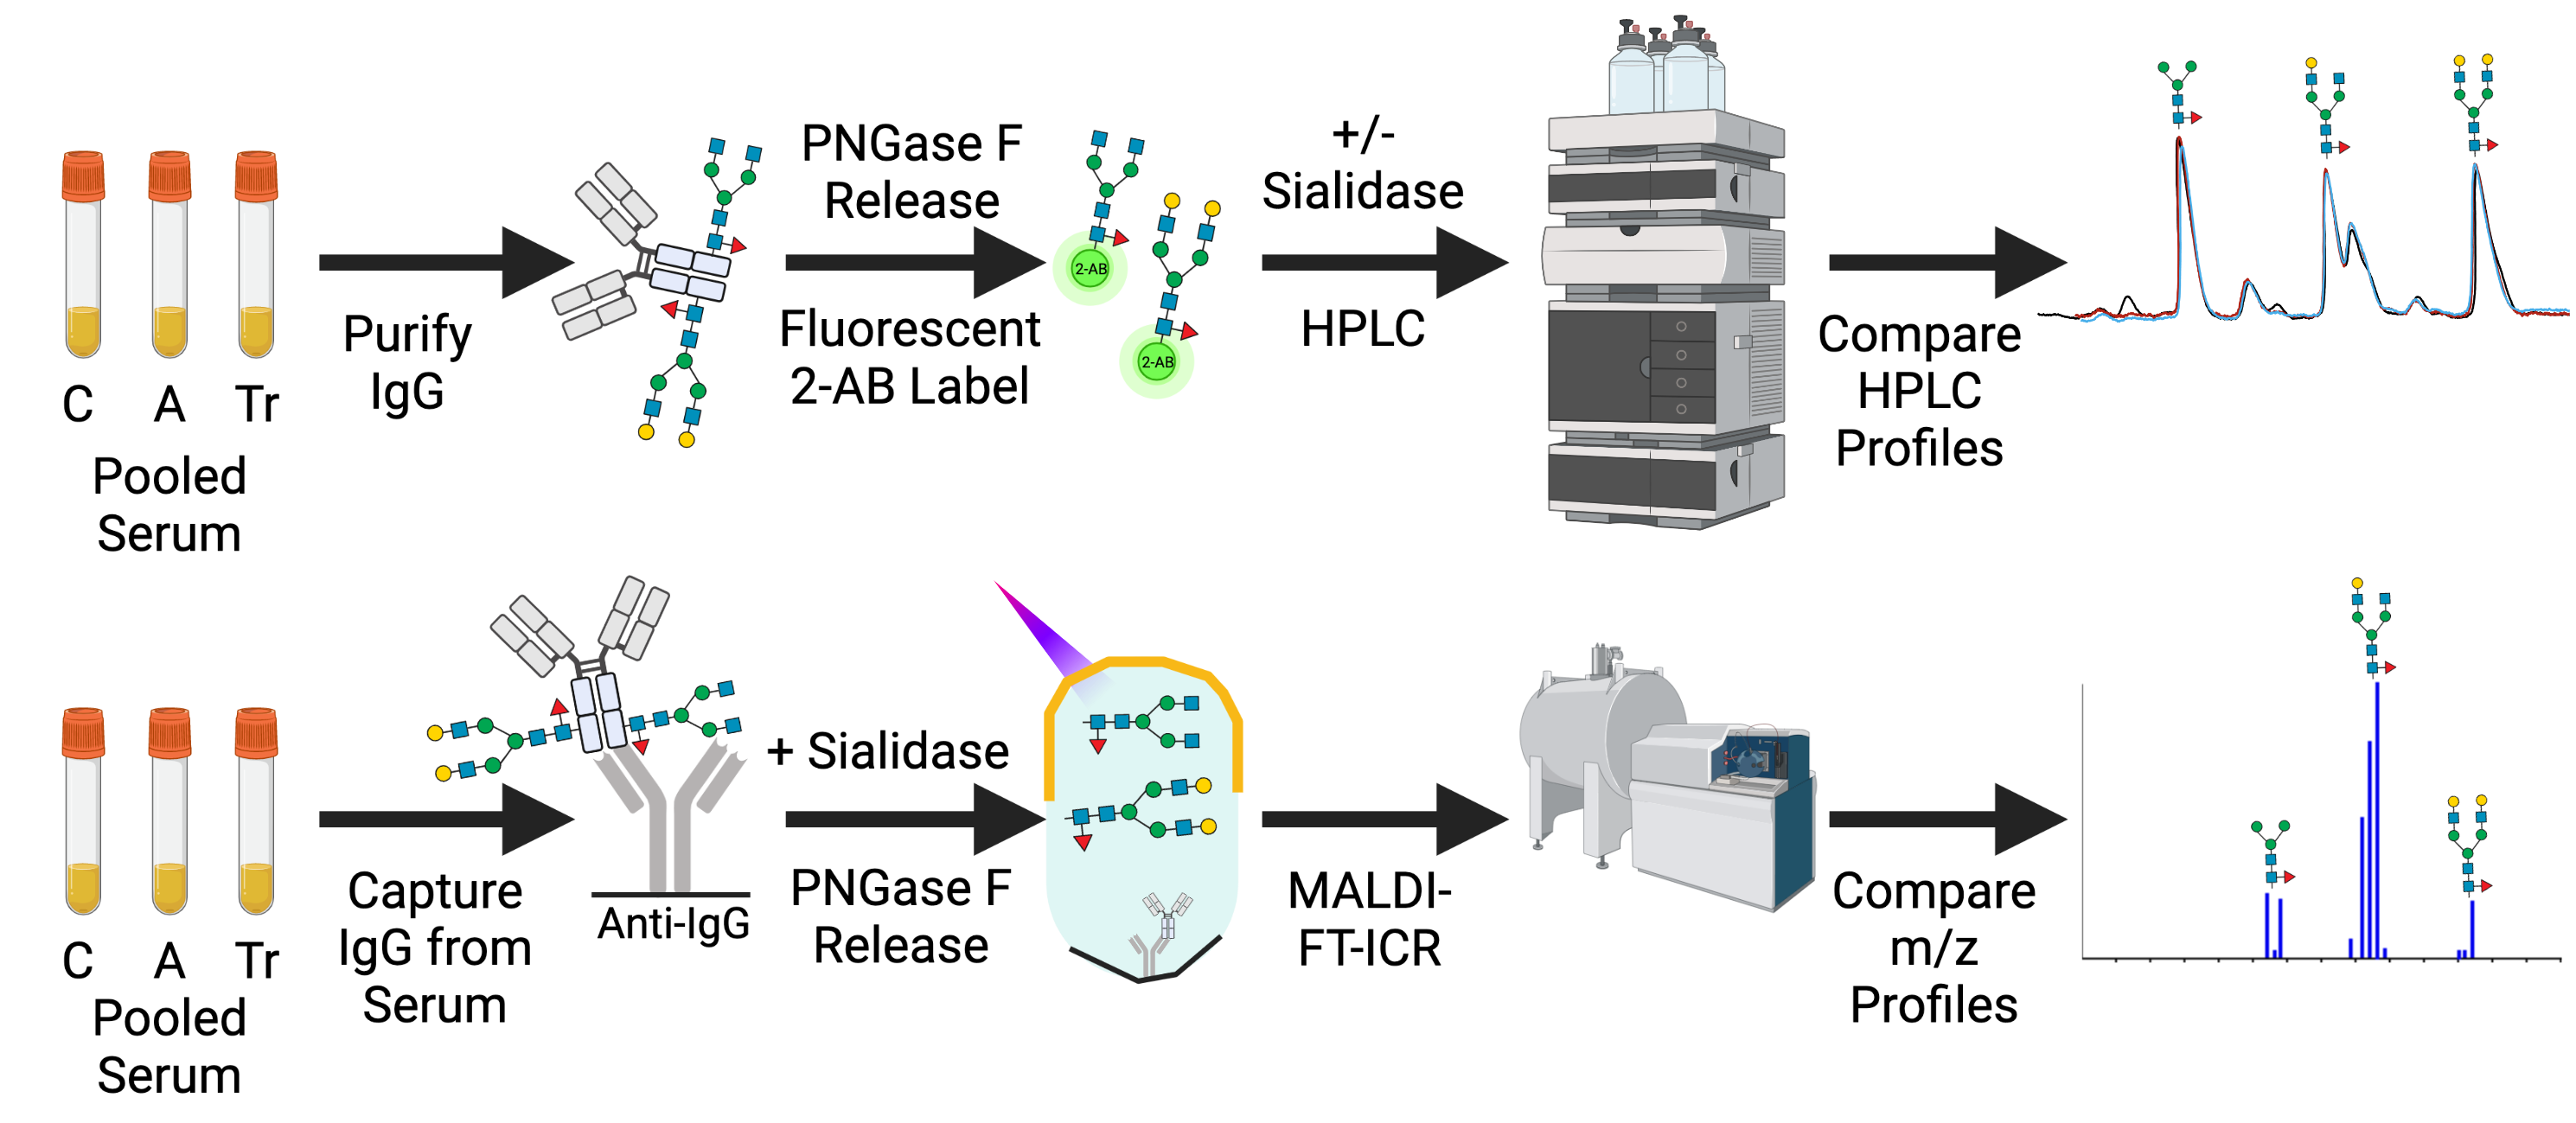 C A Tr
Pooled
Serum
Purify
IgG
PNGase F
Release
Fluorescent
2-AB Label
2-AB
2-AB
+/-
Sialidase
HPLC
Compare
HPLC
Profiles
C A Tr
Pooled
Serum
Capture
IgG from
Serum
Anti-IgG
+ Sialidase
PNGase F
Release
MALDI-
FT-ICR
Compare
m/z
Profiles